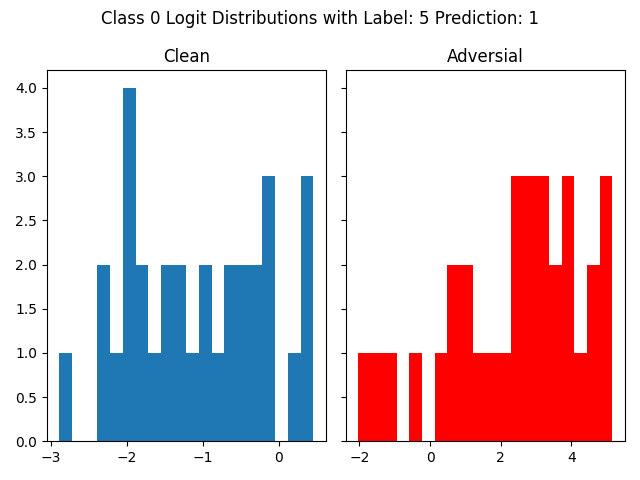 Class 0 Logit Distributions with Label: 5 Prediction: 1
Clean
Adversial
4.0
3.5
3.0
2.5
2.0
1.5
1.0
0.5
0.0
−3 −2 −1 0
−2 0 2 4